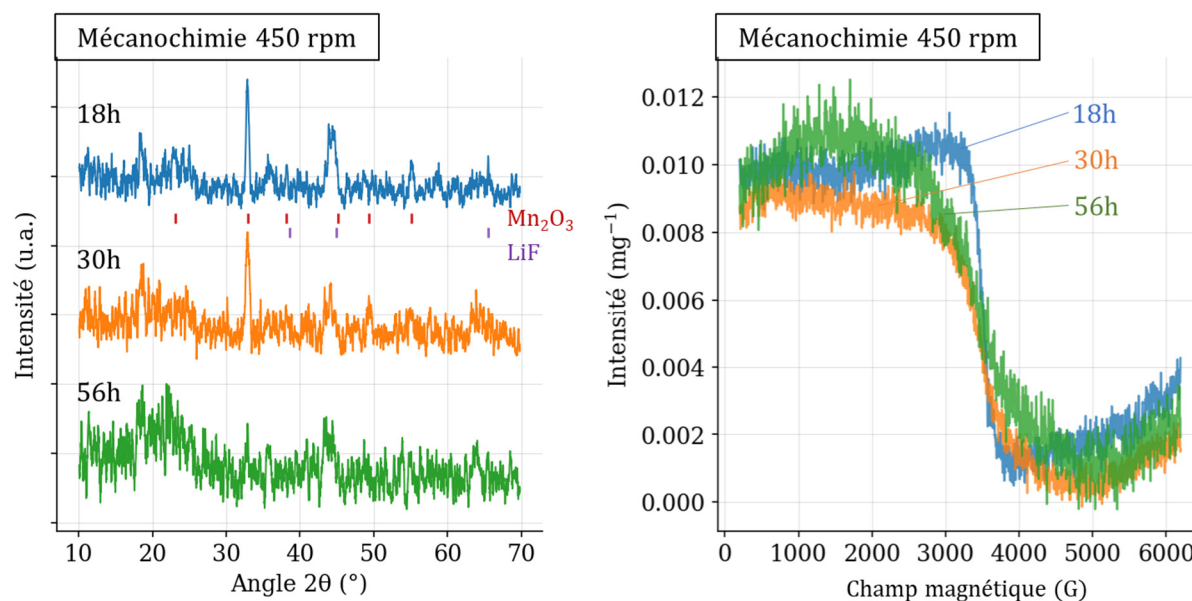 Mécanochimie 450 rpm
18h
Mn₂O₃
LiF
30h
56h
Intensité (u.a.)
10 20 30 40 50 60 70
Angle 2θ (°)
Mécanochimie 450 rpm
0.012
0.010
0.008
0.006
0.004
0.002
0.000
18h
30h
56h
Intensité (mg⁻¹)
1000 2000 3000 4000 5000 6000
Champ magnétique (G)